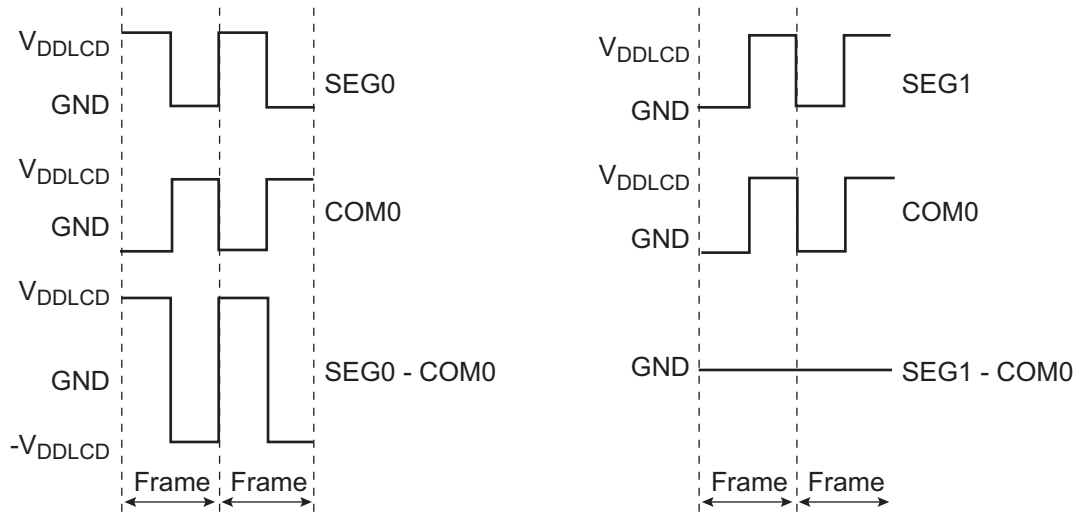 V_DDLCD
GND
SEG0
V_DDLCD
GND
COM0
V_DDLCD
GND
-V_DDLCD
SEG0 - COM0
Frame Frame
V_DDLCD
GND
SEG1
V_DDLCD
GND
COM0
GND
SEG1 - COM0
Frame Frame